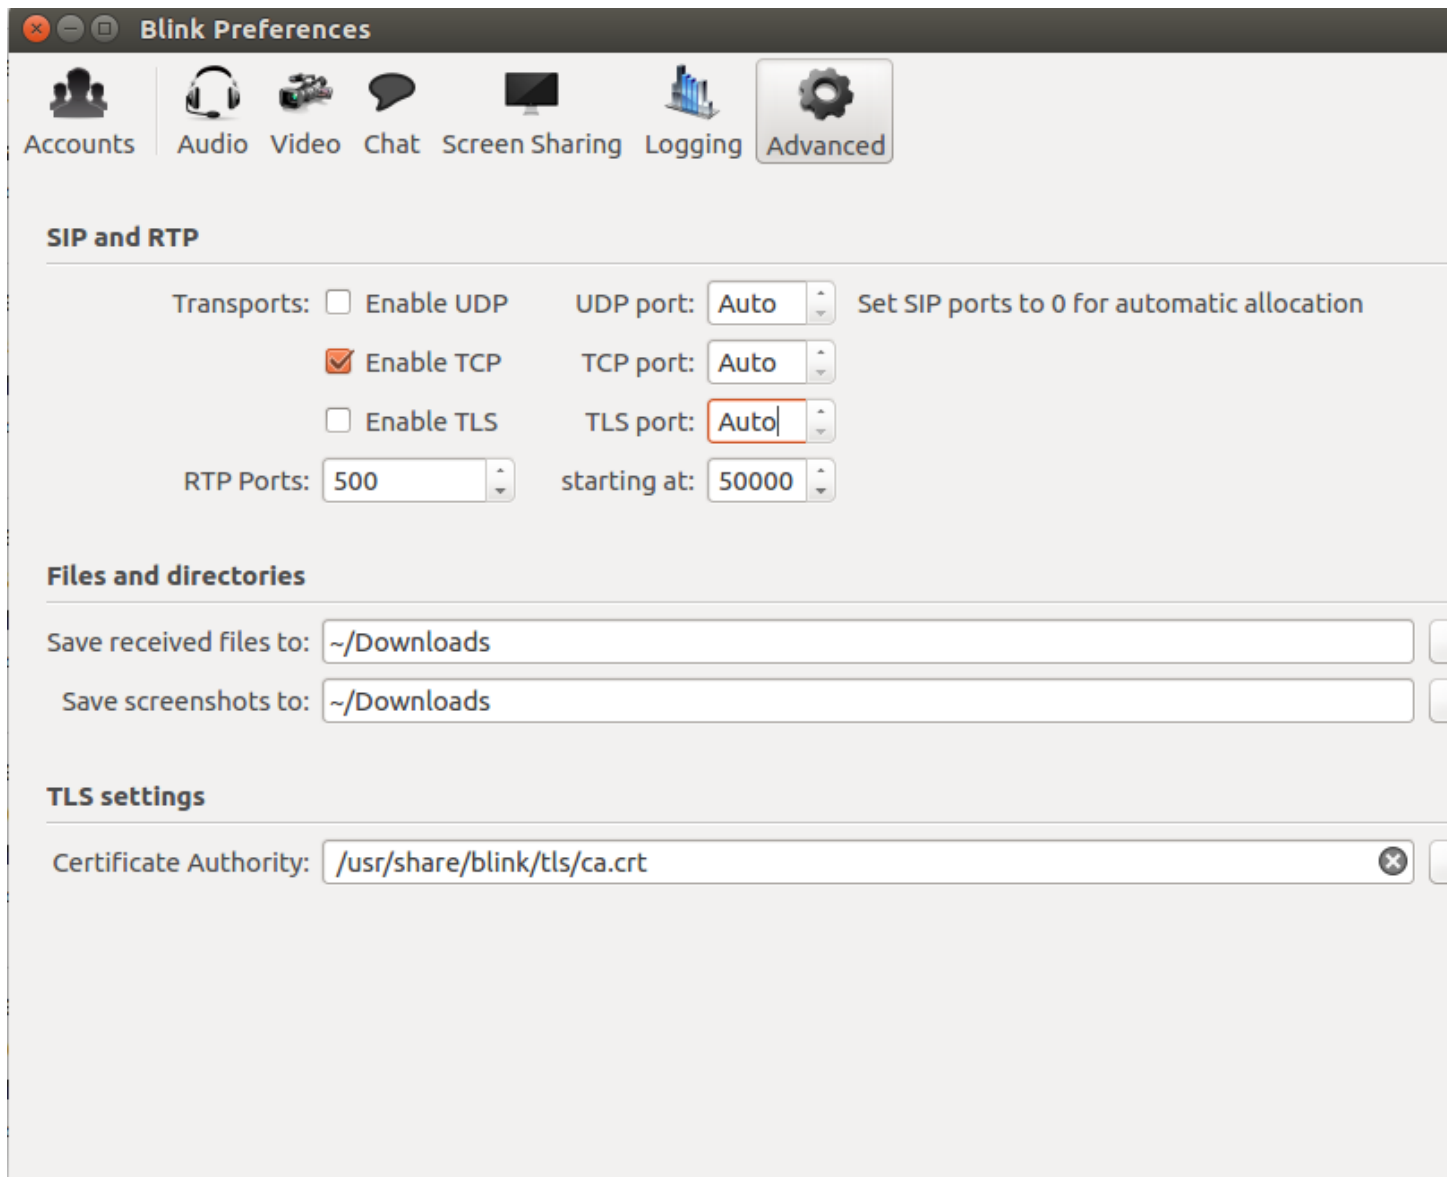 Blink Preferences
Accounts Audio Video Chat Screen Sharing Logging Advanced
SIP and RTP
Transports: Enable UDP UDP port: Auto Set SIP ports to 0 for automatic allocation
Enable TCP TCP port: Auto
Enable TLS TLS port: Auto
RTP Ports: 500 starting at: 50000
Files and directories
Save received files to: ~/Downloads
Save screenshots to: ~/Downloads
TLS settings
Certificate Authority: /usr/share/blink/tls/ca.crt